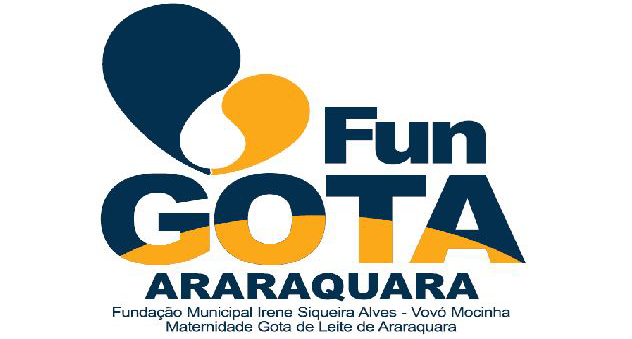 Fun
GOTA
ARARAQUARA
Fundação Municipal Irene Siqueira Alves - Vovó Mocinha
Maternidade Gota de Leite de Araraquara